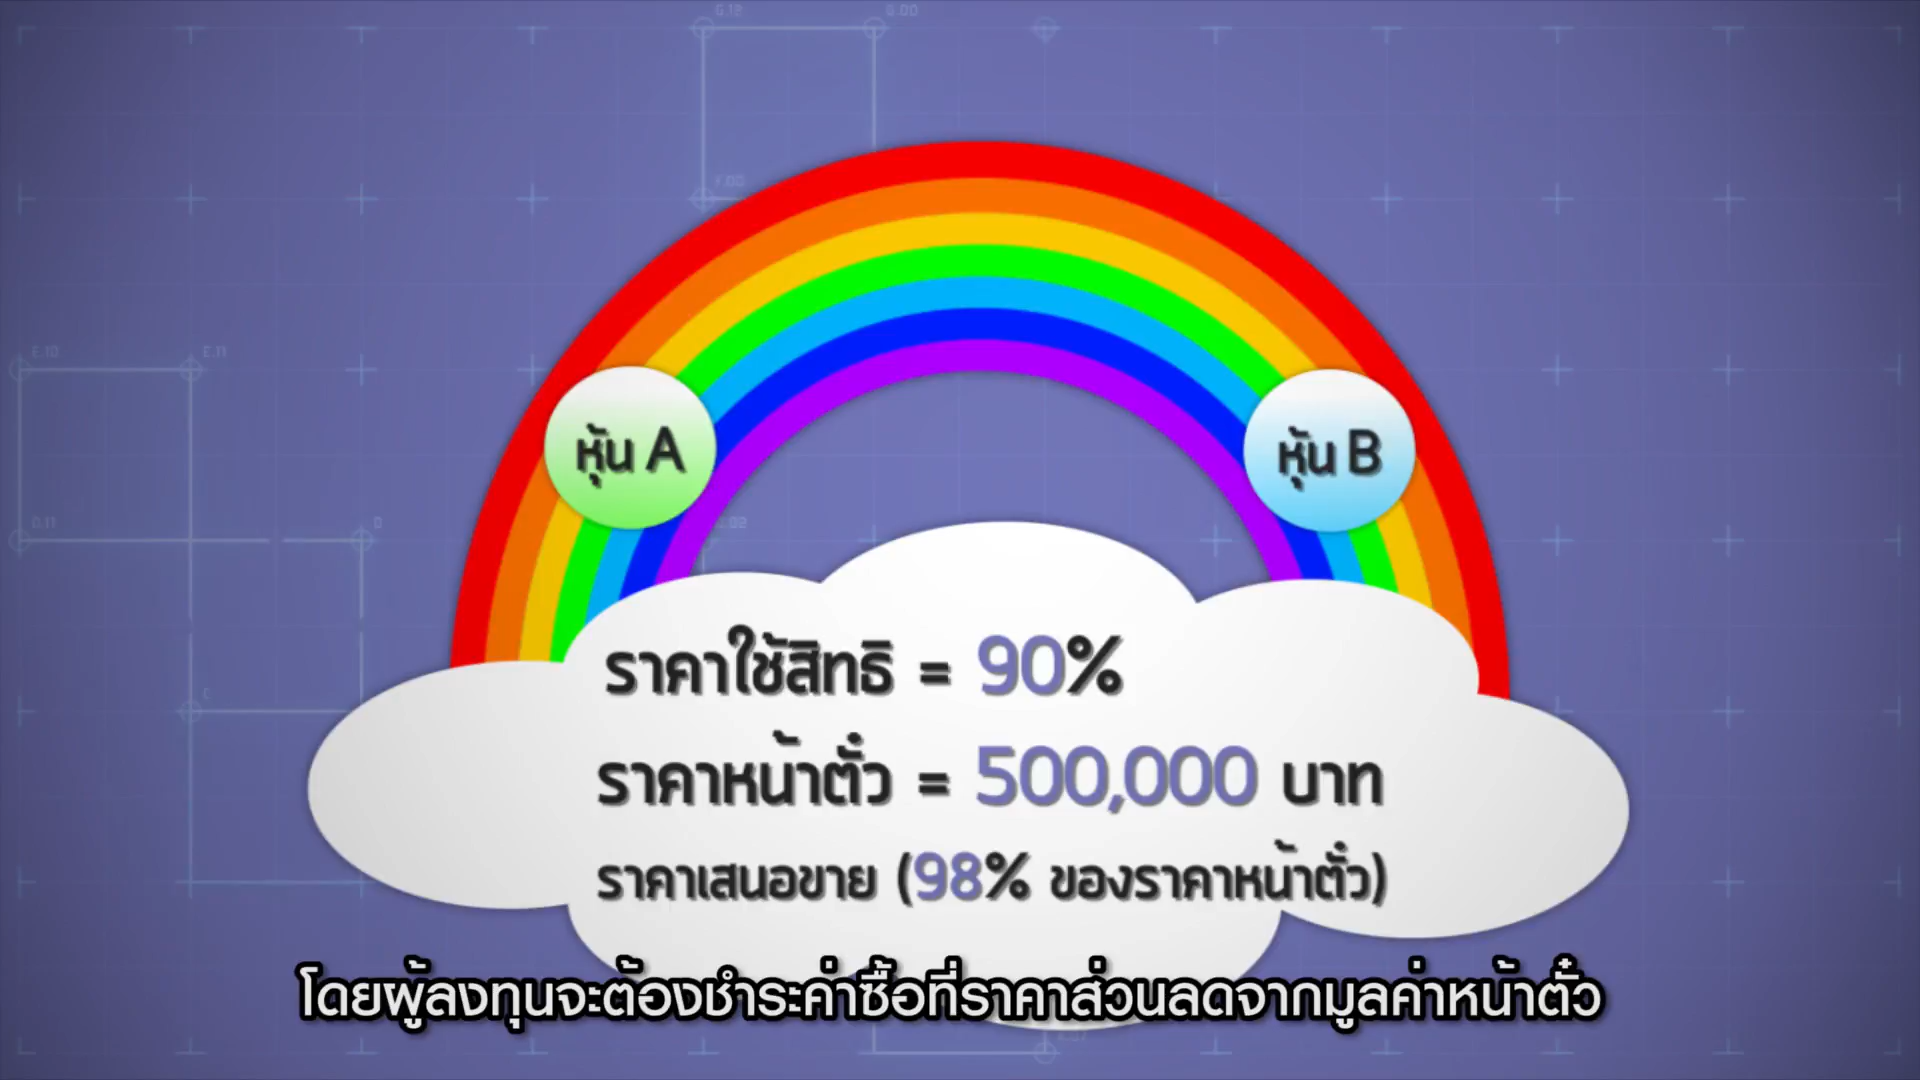 หุ้น A
หุ้น B
ราคาใช้สิทธิ = 90%
ราคาหน้าตั๋ว = 500,000 บาท
ราคาเสนอขาย (98% ของราคาหน้าตั๋ว)
โดยผู้ลงทุนจะต้องชำระค่าซื้อที่ราคาส่วนลดจากมูลค่าหน้าตั๋ว